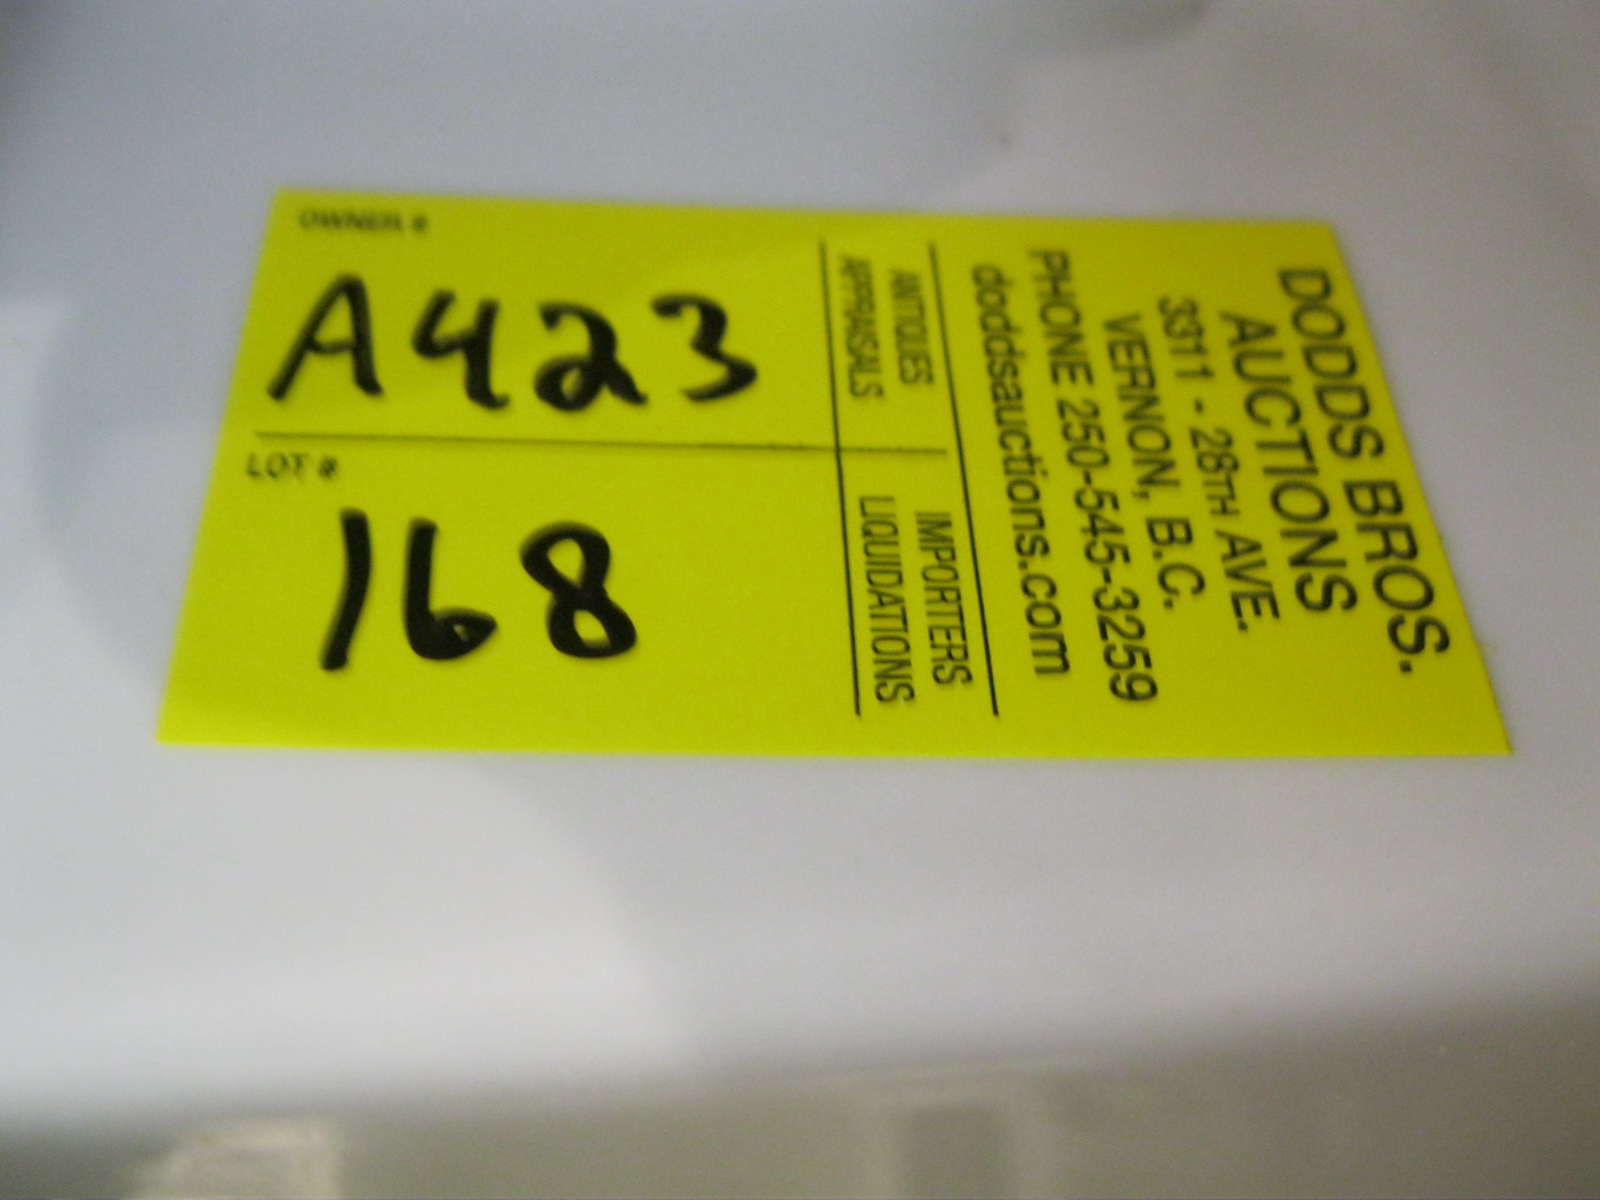 OWNER #
A423
LOT #
168
DODDS BROS.
AUCTIONS
3311 - 28TH AVE.
VERNON, B.C.
PHONE 250-545-3259
doddsauctions.com
ANTIQUES IMPORTERS
APPRAISALS LIQUIDATIONS